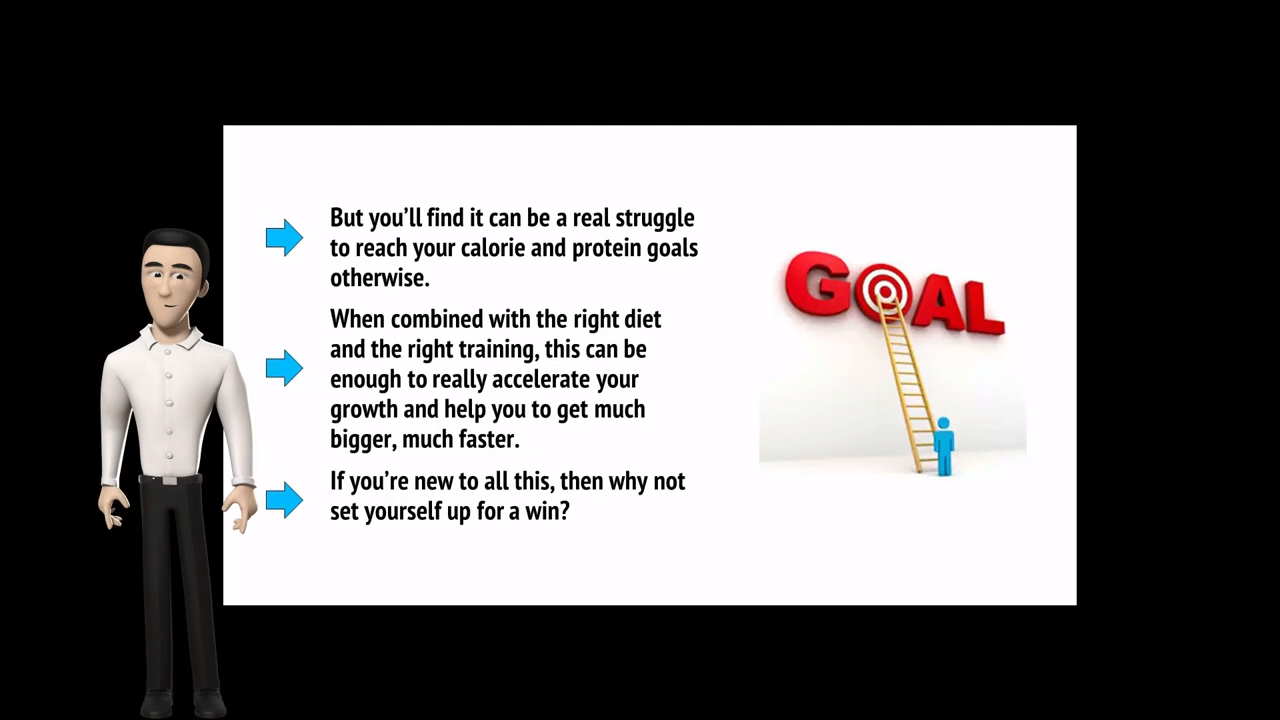 But you’ll find it can be a real struggle
to reach your calorie and protein goals
otherwise.
When combined with the right diet
and the right training, this can be
enough to really accelerate your
growth and help you to get much
bigger, much faster.
If you’re new to all this, then why not
set yourself up for a win?
GOAL